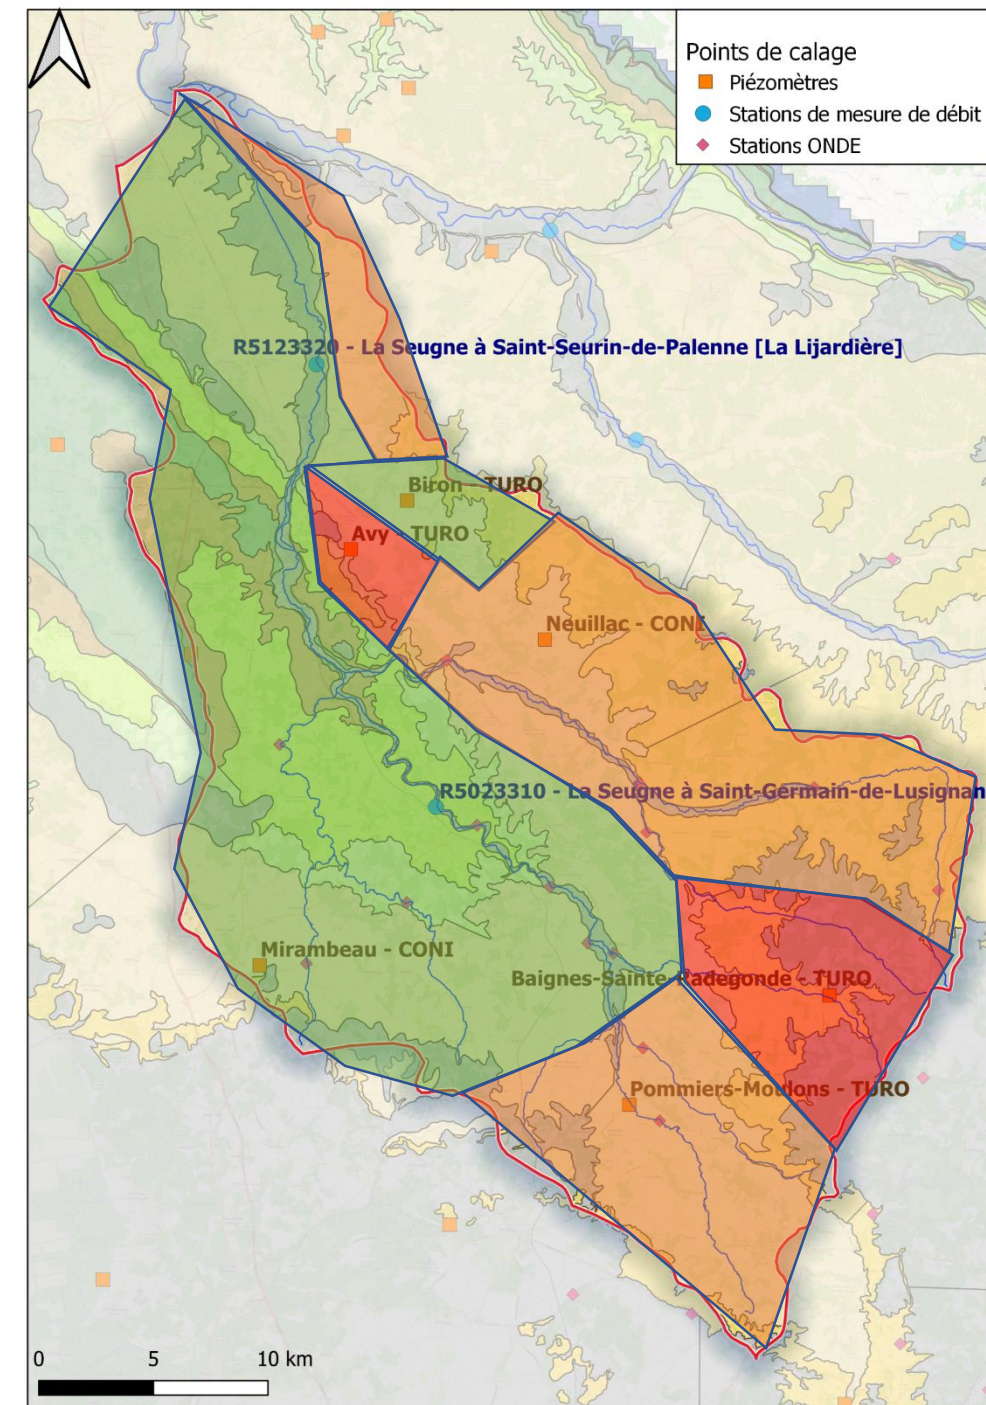 Points de calage
Piézomètres
Stations de mesure de débit
Stations ONDE
R5123320 - La Seugne à Saint-Seurin-de-Palenne [La Lijardière]
Biron - TURO
Avy - TURO
Neuillac - CONI
R5023310 - La Seugne à Saint-Germain-de-Lusignan
Mirambeau - CONI
Baignes-Sainte-Radegonde - TURO
Pommiers-Moulons - TURO
0 5 10 km